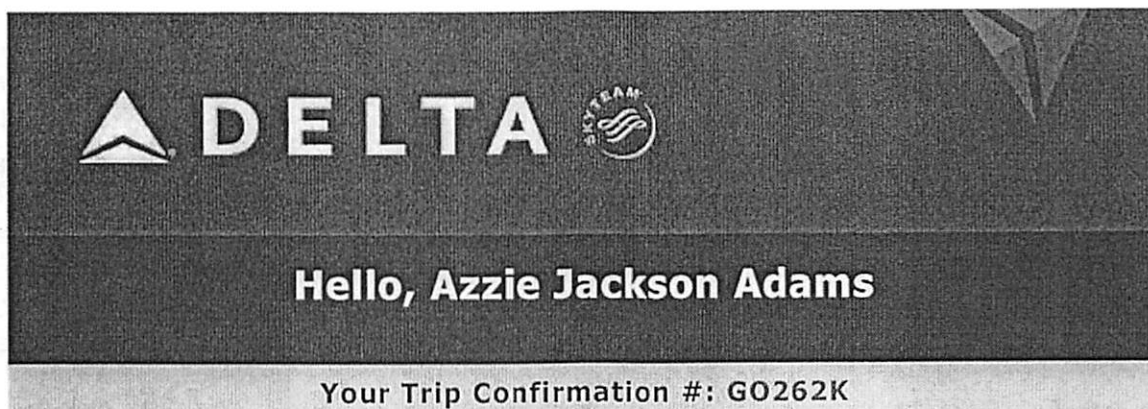 DELTA SKYTEAM
Hello, Azzie Jackson Adams
Your Trip Confirmation #: GO262K